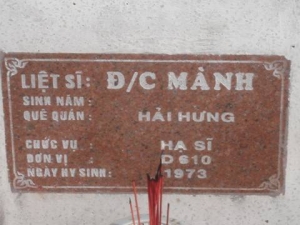 LIỆT SĨ: Đ/C MÀNH
SINH NĂM :
QUÊ QUÁN : HẢI HƯNG
CHỨC VỤ : HẠ SĨ
ĐƠN VỊ : D 610
NGÀY HY SINH: 1973